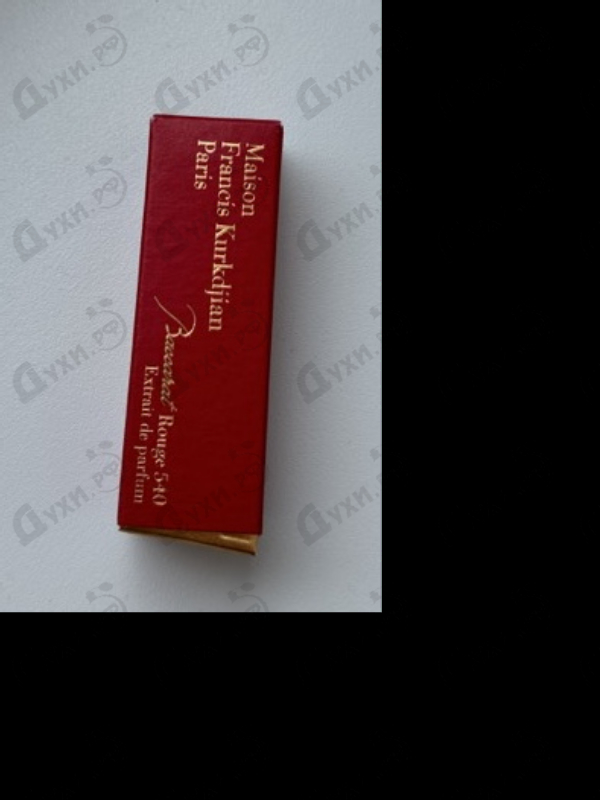 Maison
Francis Kurkdjian
Paris
Baccarat Rouge 540
Extrait de parfum
Духи.рф